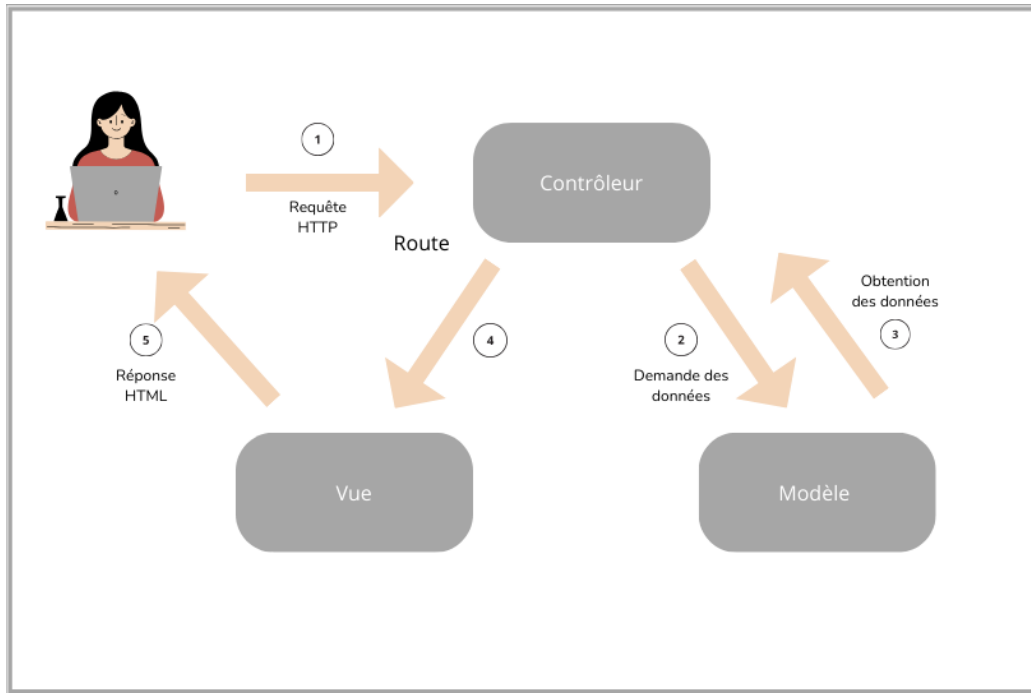 1
Requête
HTTP
Route
Contrôleur
2
Demande des
données
Obtention
des données
3
4
5
Réponse
HTML
Vue
Modèle